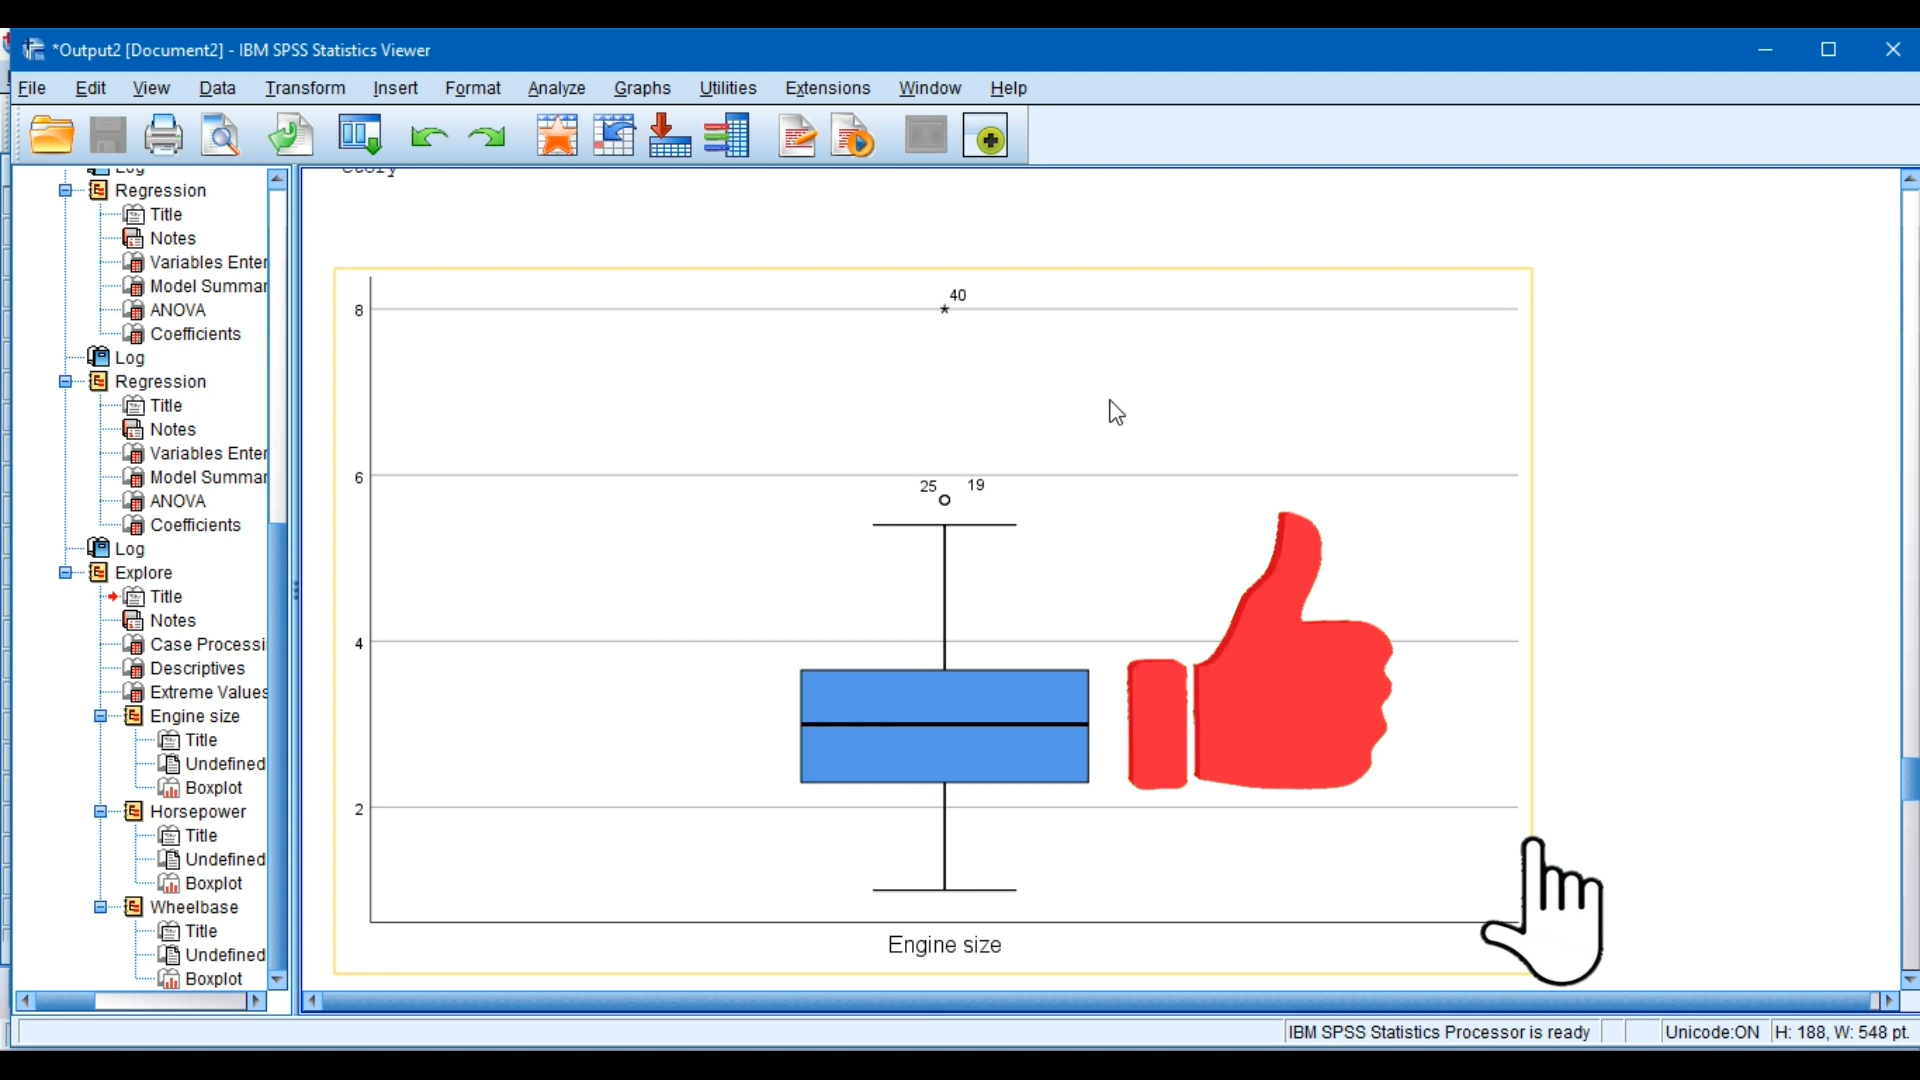 *Output2 [Document2] - IBM SPSS Statistics Viewer
File Edit View Data Transform Insert Format Analyze Graphs Utilities Extensions Window Help
Log
Regression
Title
Notes
Variables Enter
Model Summar
ANOVA
Coefficients
Log
Regression
Title
Notes
Variables Enter
Model Summar
ANOVA
Coefficients
Log
Explore
Title
Notes
Case Processi
Descriptives
Extreme Values
Engine size
Title
Undefined
Boxplot
Horsepower
Title
Undefined
Boxplot
Wheelbase
Title
Undefined
Boxplot
40
8
25 19
6
4
2
Engine size
IBM SPSS Statistics Processor is ready Unicode:ON H: 188, W: 548 pt.